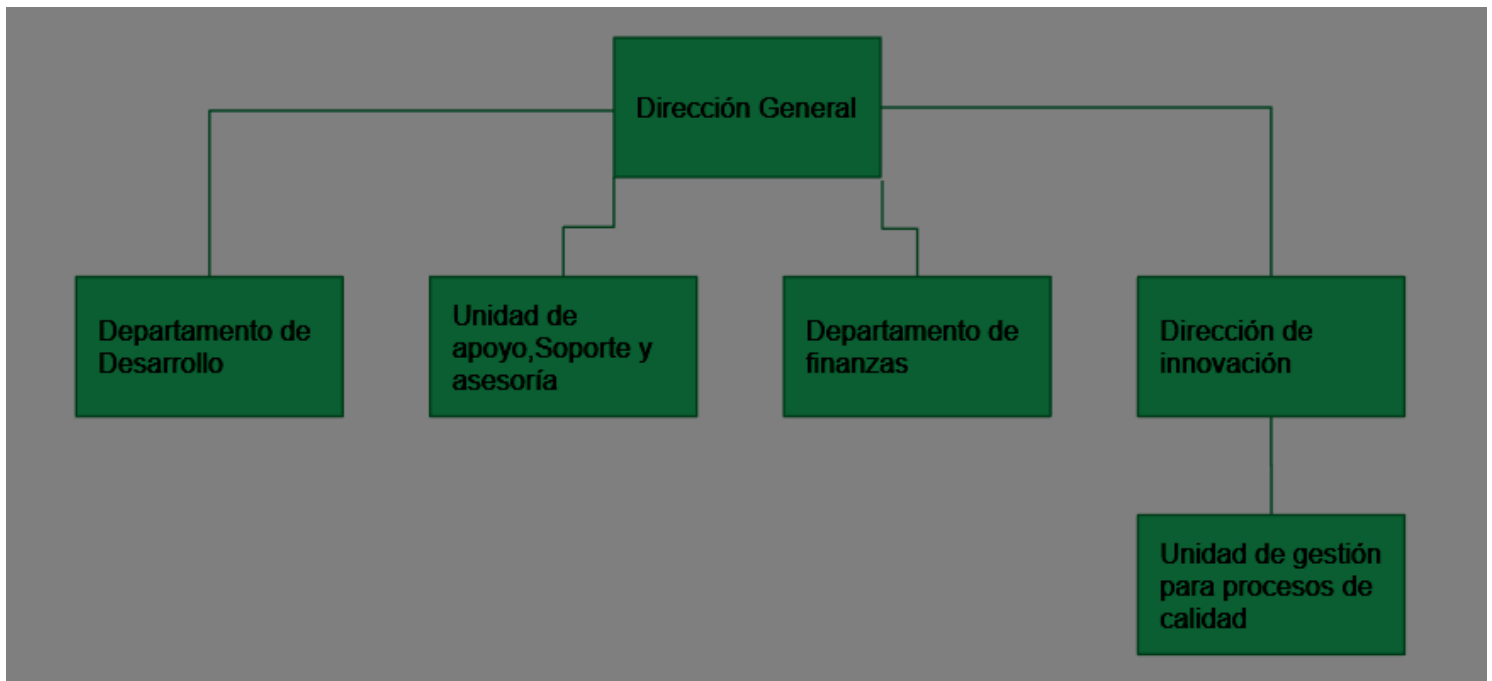 Dirección General
Departamento de
Desarrollo
Unidad de
apoyo,Soporte y
asesoría
Departamento de
finanzas
Dirección de
innovación
Unidad de gestión
para procesos de
calidad